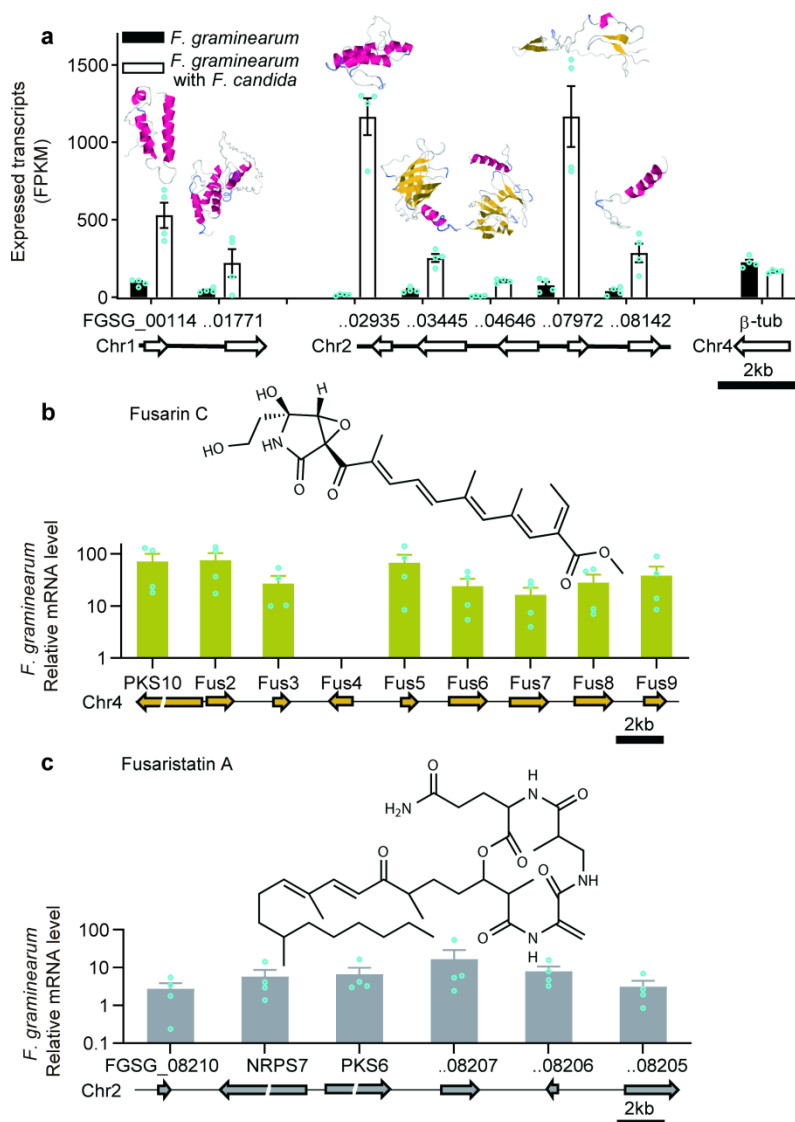 a
F. graminearum
F. graminearum
with F. candida
Expressed transcripts
(FPKM)
1500
1000
500
0
FGSG_00114 ..01771 ..02935 ..03445 ..04646 ..07972 ..08142 β-tub
Chr1 Chr2 Chr4
2kb
b Fusarin C
HO
H
O
HO
NH
O
O
O
O
F. graminearum
Relative mRNA level
100
10
1
PKS10 Fus2 Fus3 Fus4 Fus5 Fus6 Fus7 Fus8 Fus9
Chr4
2kb
c Fusaristatin A
H
O
N
O
H₂N
O
O
O
O
NH
O
N
H
F. graminearum
Relative mRNA level
100
10
1
0.1
FGSG_08210 NRPS7 PKS6 ..08207 ..08206 ..08205
Chr2
2kb